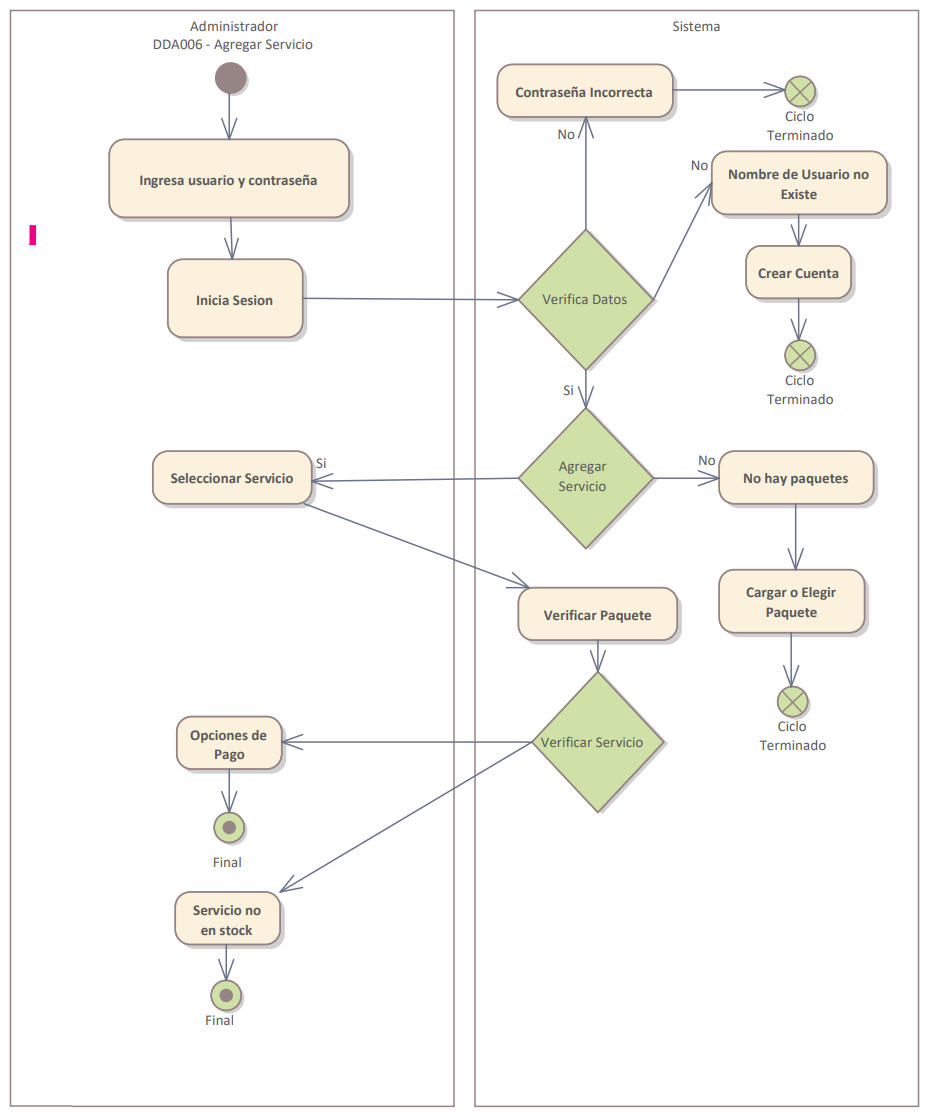 Administrador
DDA006 - Agregar Servicio
Ingresa usuario y contraseña
Inicia Sesion
Si
Seleccionar Servicio
Opciones de
Pago
Final
Servicio no
en stock
Final
Sistema
Contraseña Incorrecta
Ciclo
Terminado
No
No
Nombre de Usuario no
Existe
Crear Cuenta
Verifica Datos
Ciclo
Terminado
Si
Agregar
Servicio
No
No hay paquetes
Cargar o Elegir
Paquete
Verificar Paquete
Ciclo
Terminado
Verificar Servicio